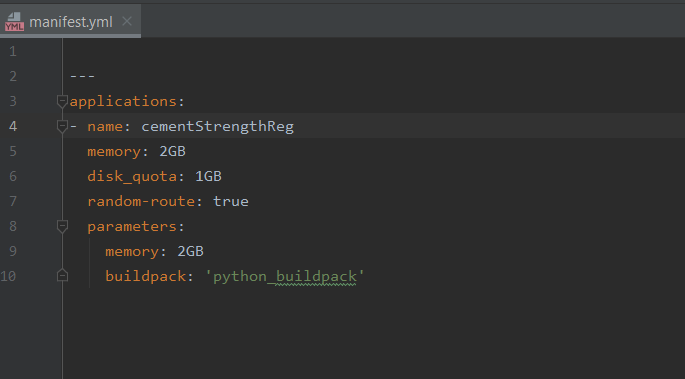 YML manifest.yml ×
1
2 ---
3 applications:
4 - name: cementStrengthReg
5 memory: 2GB
6 disk_quota: 1GB
7 random-route: true
8 parameters:
9 memory: 2GB
10 buildpack: 'python_buildpack'